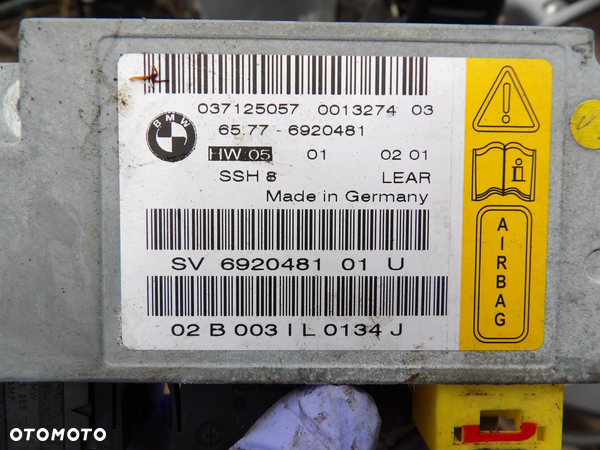 037125057 0013274 03
BMW
65.77 - 6920481
HW 05 01 02 01
SSH 8 LEAR
Made in Germany
SV 6920481 01 U
02 B 003 I L 0134 J
AIRBAG
OTOMOTO